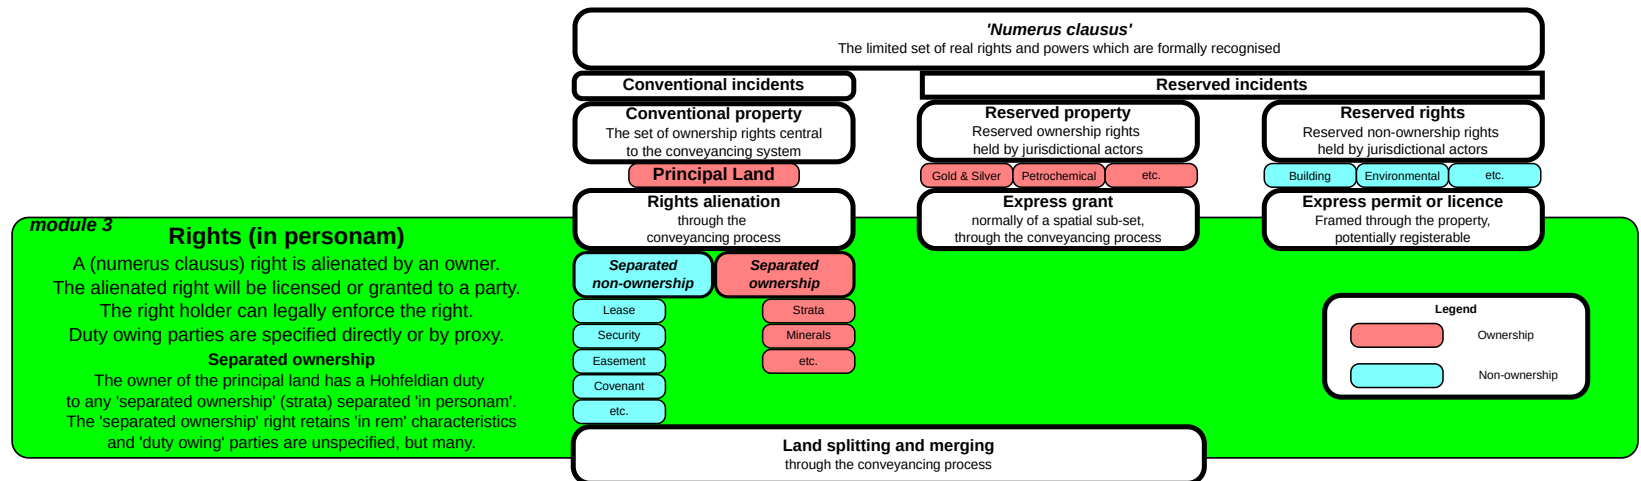 'Numerus clausus'
The limited set of real rights and powers which are formally recognised
Conventional incidents
Reserved incidents
Conventional property
The set of ownership rights central
to the conveyancing system
Reserved property
Reserved ownership rights
held by jurisdictional actors
Reserved rights
Reserved non-ownership rights
held by jurisdictional actors
Principal Land
Gold & Silver
Petrochemical
etc.
Building
Environmental
etc.
Rights alienation
through the
conveyancing process
Express grant
normally of a spatial sub-set,
through the conveyancing process
Express permit or licence
Framed through the property,
potentially registerable
module 3
Rights (in personam)
A (numerus clausus) right is alienated by an owner.
The alienated right will be licensed or granted to a party.
The right holder can legally enforce the right.
Duty owing parties are specified directly or by proxy.
Separated ownership
The owner of the principal land has a Hohfeldian duty
to any 'separated ownership' (strata) separated 'in personam'.
The 'separated ownership' right retains 'in rem' characteristics
and 'duty owing' parties are unspecified, but many.
Separated
non-ownership
Separated
ownership
Lease
Security
Easement
Covenant
etc.
Strata
Minerals
etc.
Legend
Ownership
Non-ownership
Land splitting and merging
through the conveyancing process